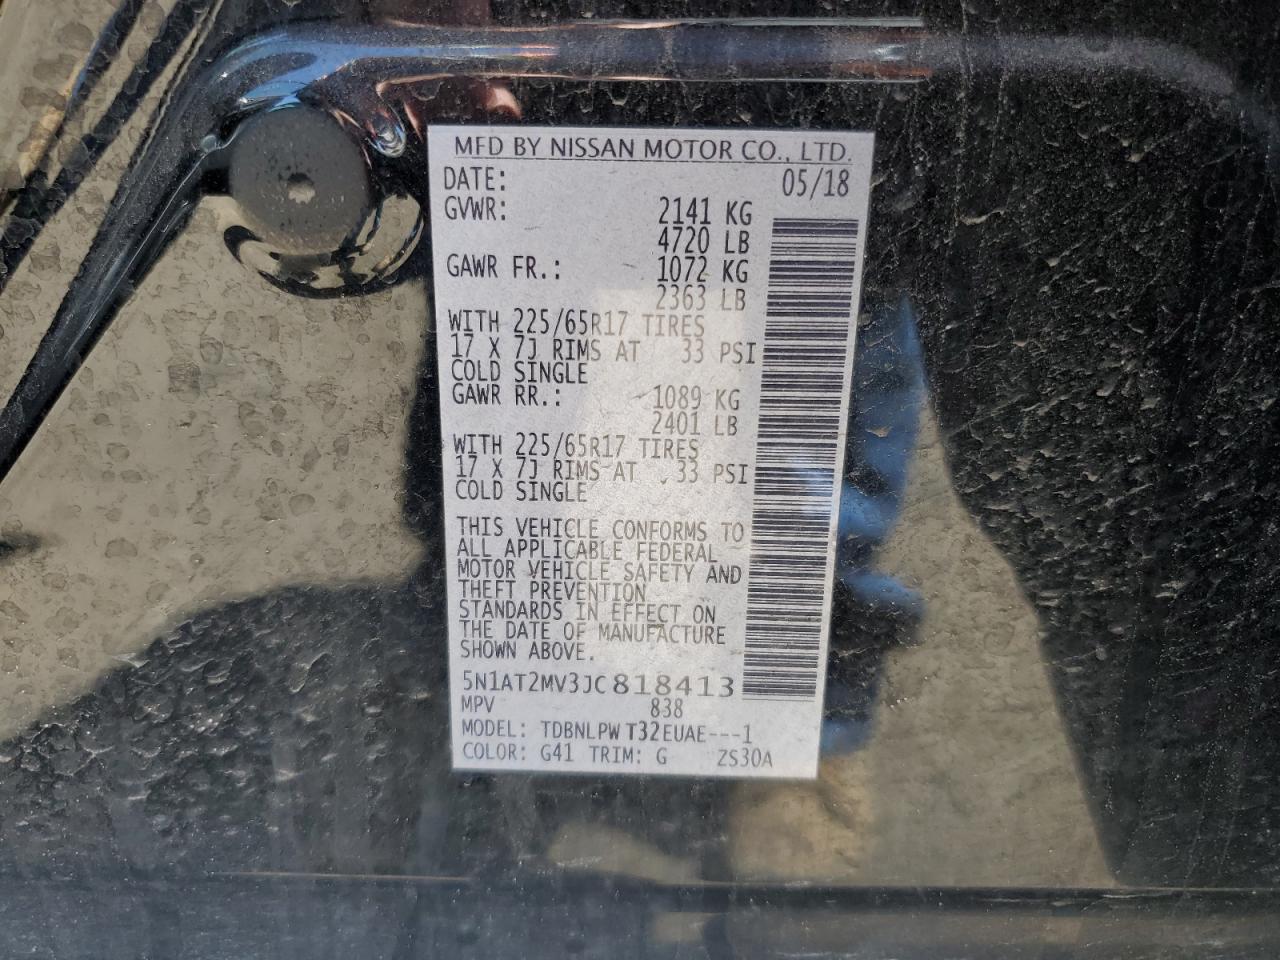 MFD BY NISSAN MOTOR CO., LTD.
DATE: 05/18
GVWR: 2141 KG
4720 LB
GAWR FR.: 1072 KG
2363 LB
WITH 225/65R17 TIRES
17 X 7J RIMS AT 33 PSI
COLD SINGLE
GAWR RR.: 1089 KG
2401 LB
WITH 225/65R17 TIRES
17 X 7J RIMS AT 33 PSI
COLD SINGLE
THIS VEHICLE CONFORMS TO
ALL APPLICABLE FEDERAL
MOTOR VEHICLE SAFETY AND
THEFT PREVENTION
STANDARDS IN EFFECT ON
THE DATE OF MANUFACTURE
SHOWN ABOVE.
5N1AT2MV3JC818413
MPV 838
MODEL: TDBNLPW T32EUAE---1
COLOR: G41 TRIM: G ZS30A